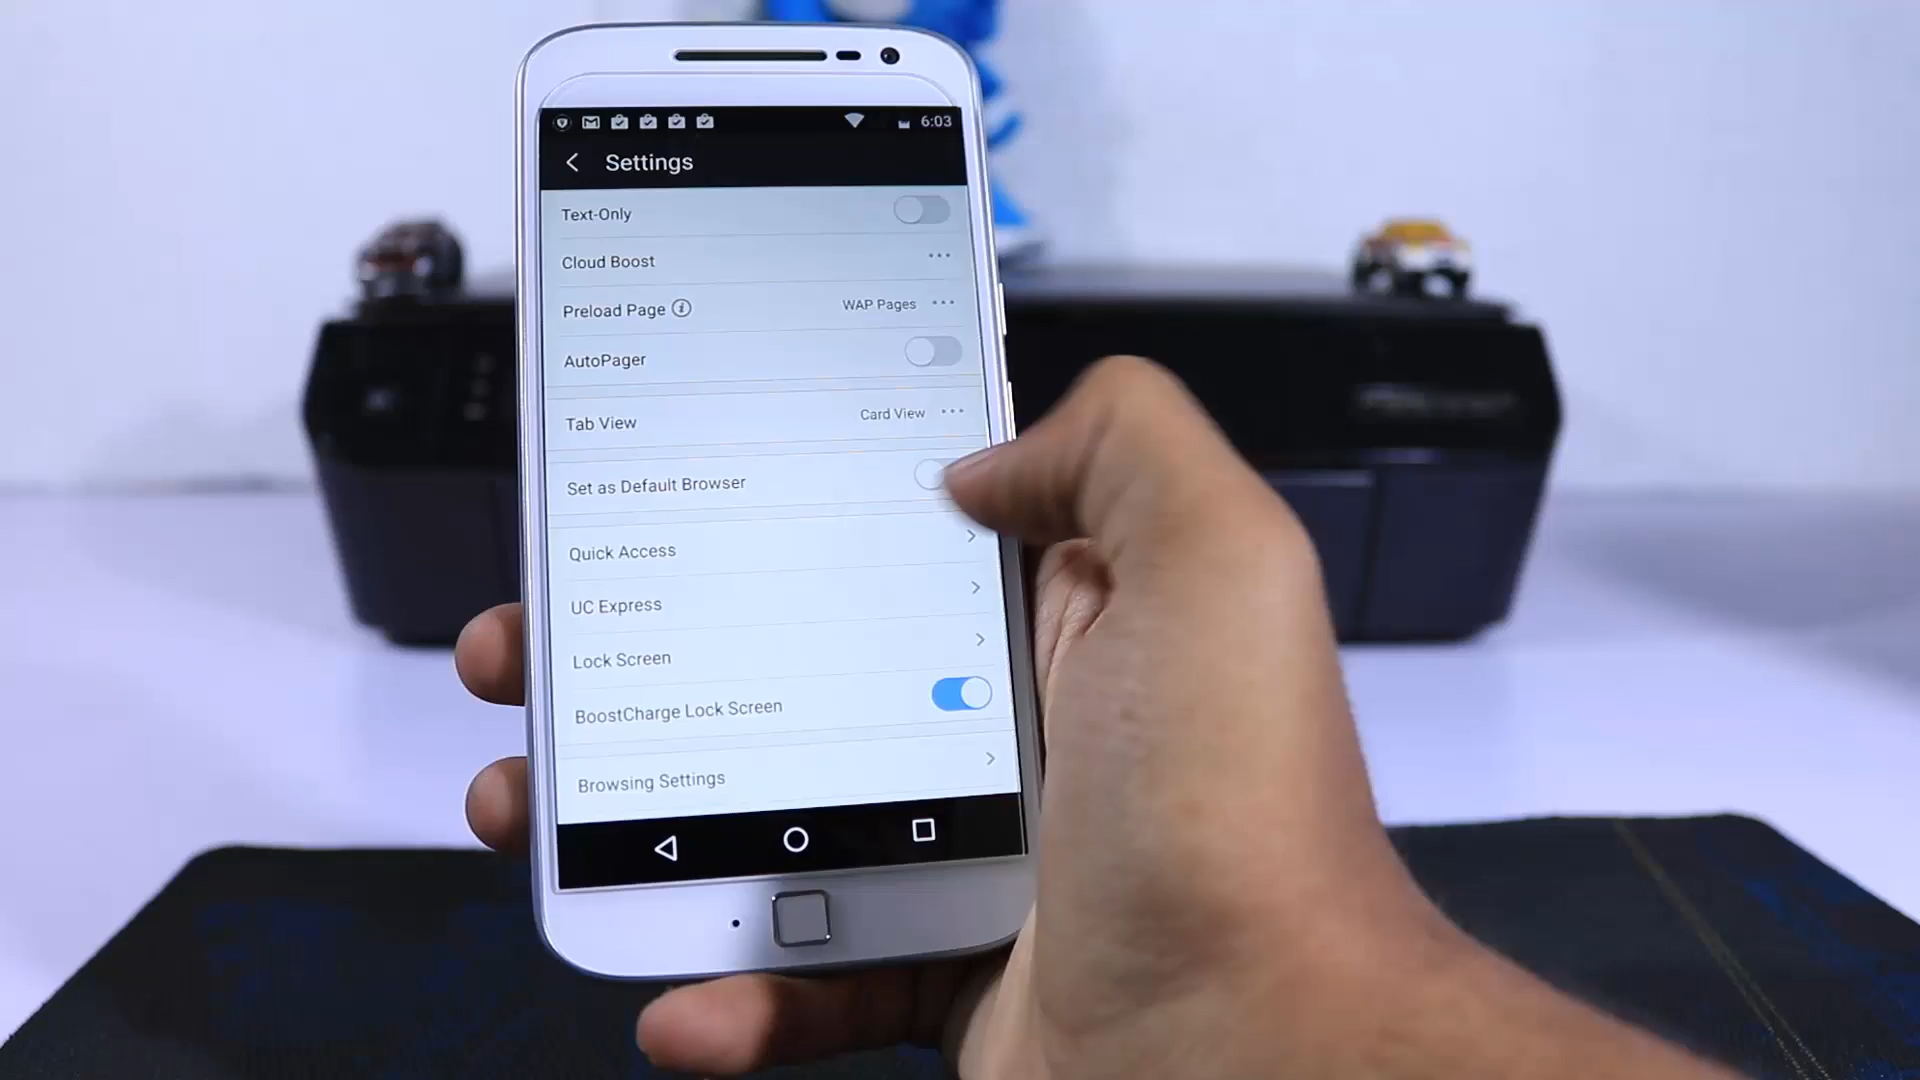 6:03
Settings
Text-Only
Cloud Boost
Preload Page WAP Pages
AutoPager
Tab View Card View
Set as Default Browser
Quick Access
UC Express
Lock Screen
BoostCharge Lock Screen
Browsing Settings